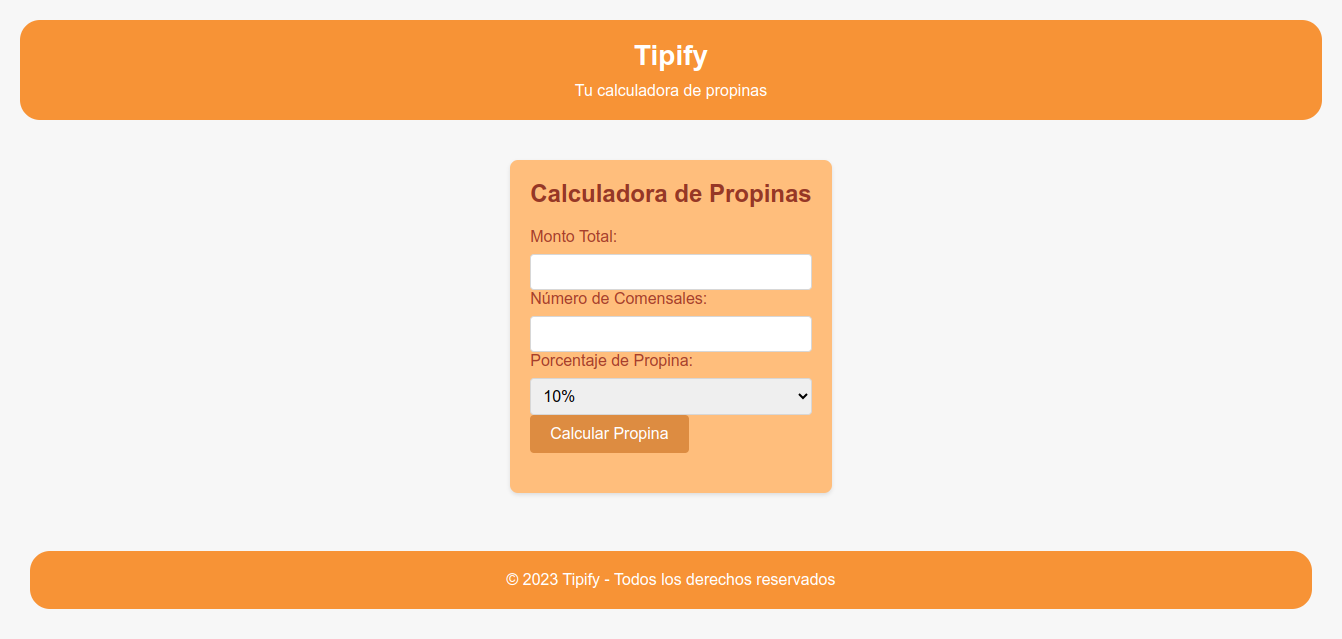 Tipify
Tu calculadora de propinas
Calculadora de Propinas
Monto Total:
Número de Comensales:
Porcentaje de Propina:
10%
Calcular Propina
© 2023 Tipify - Todos los derechos reservados